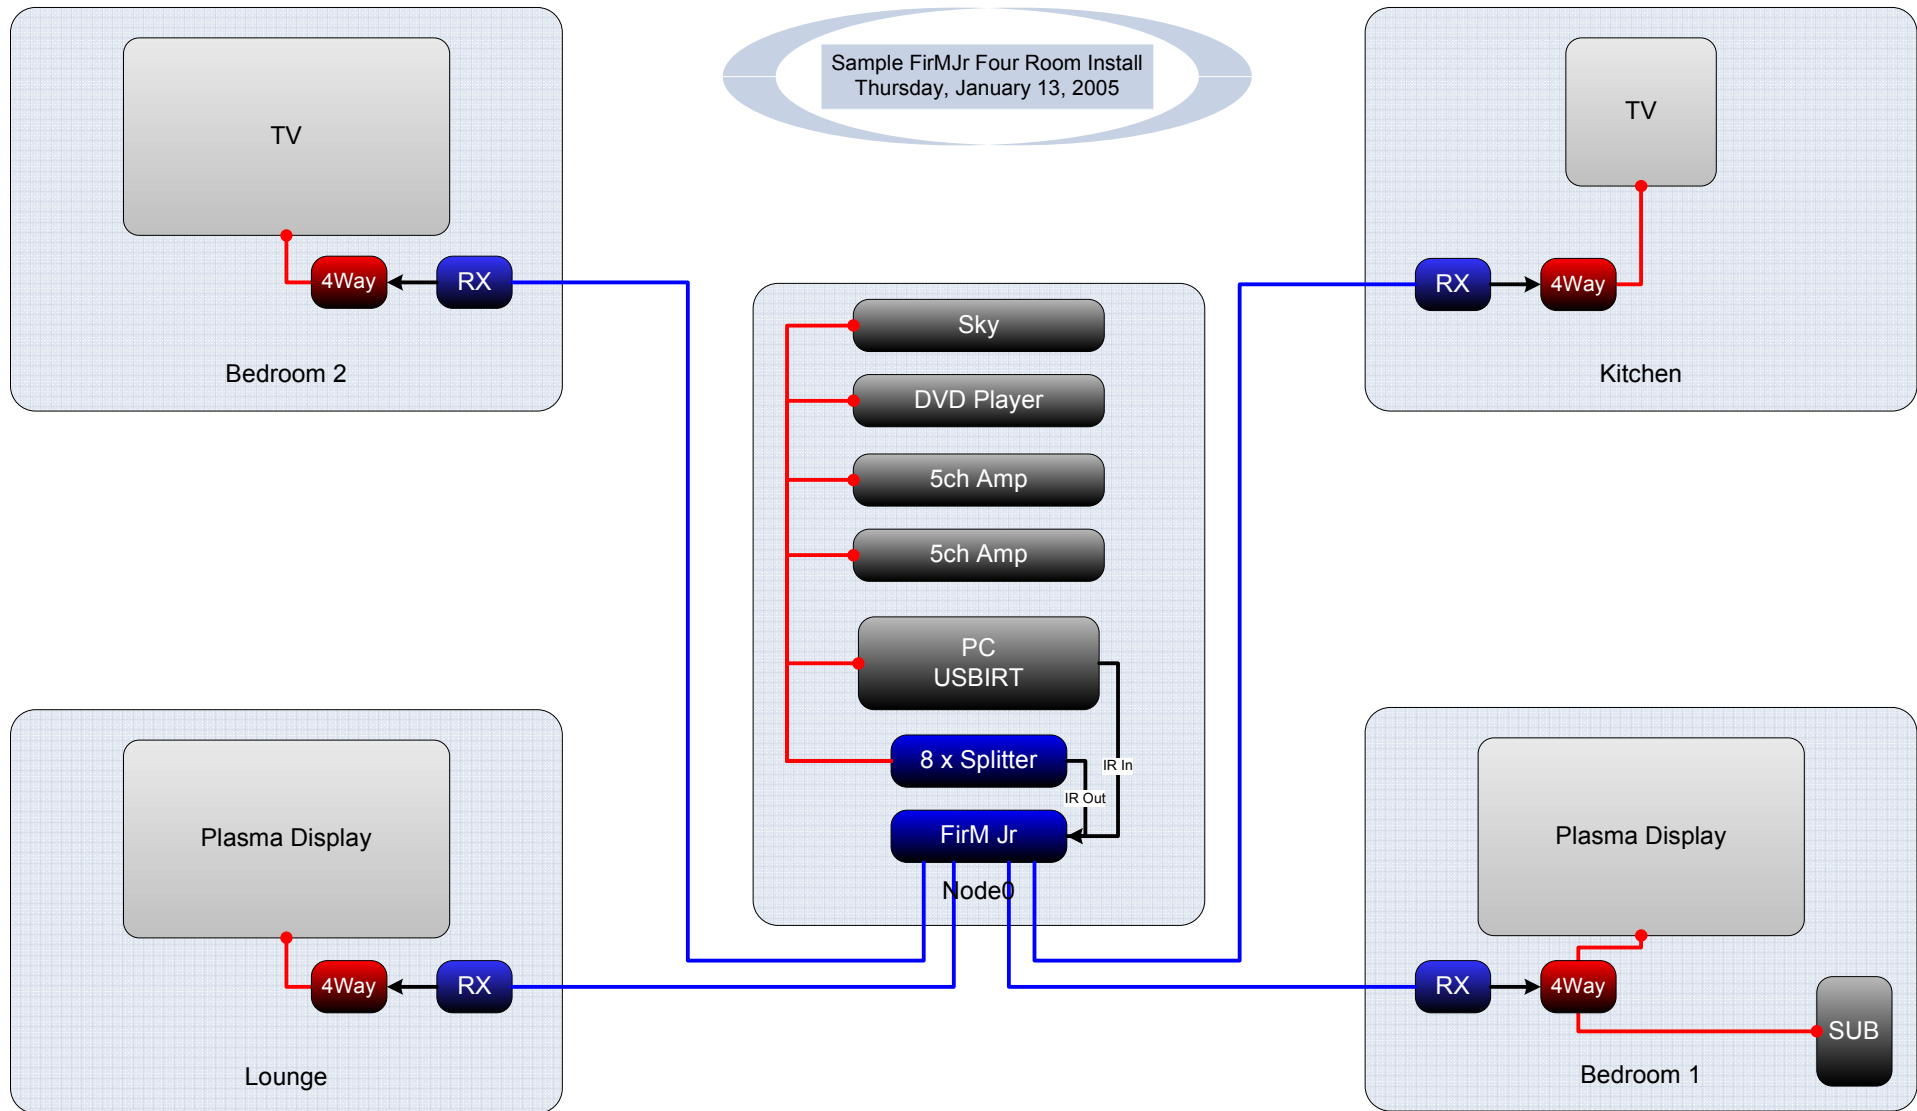 Sample FirMJr Four Room Install
Thursday, January 13, 2005
TV
4Way
RX
Bedroom 2
TV
RX
4Way
Kitchen
Sky
DVD Player
5ch Amp
5ch Amp
PC
USBIRT
8 x Splitter
IR In
IR Out
FirM Jr
Node0
Plasma Display
4Way
RX
Lounge
Plasma Display
RX
4Way
SUB
Bedroom 1